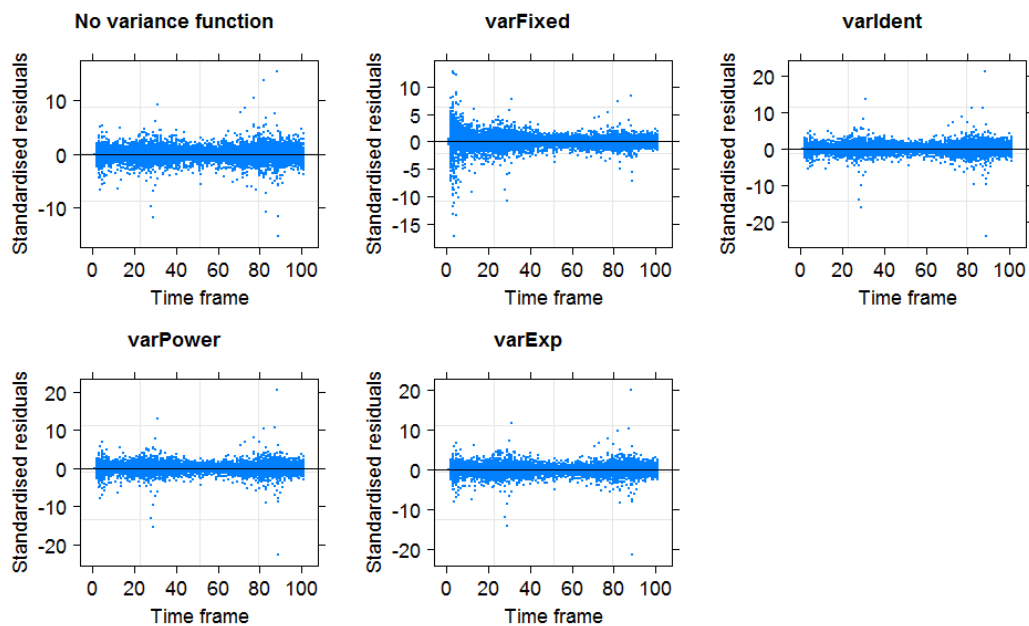 No variance function
varFixed
varIdent
Standardised residuals
10
0
-10
0 20 40 60 80 100
Time frame
Standardised residuals
10
5
0
-5
-10
-15
0 20 40 60 80 100
Time frame
Standardised residuals
20
10
0
-10
-20
0 20 40 60 80 100
Time frame
varPower
varExp
Standardised residuals
20
10
0
-10
-20
0 20 40 60 80 100
Time frame
Standardised residuals
20
10
0
-10
-20
0 20 40 60 80 100
Time frame